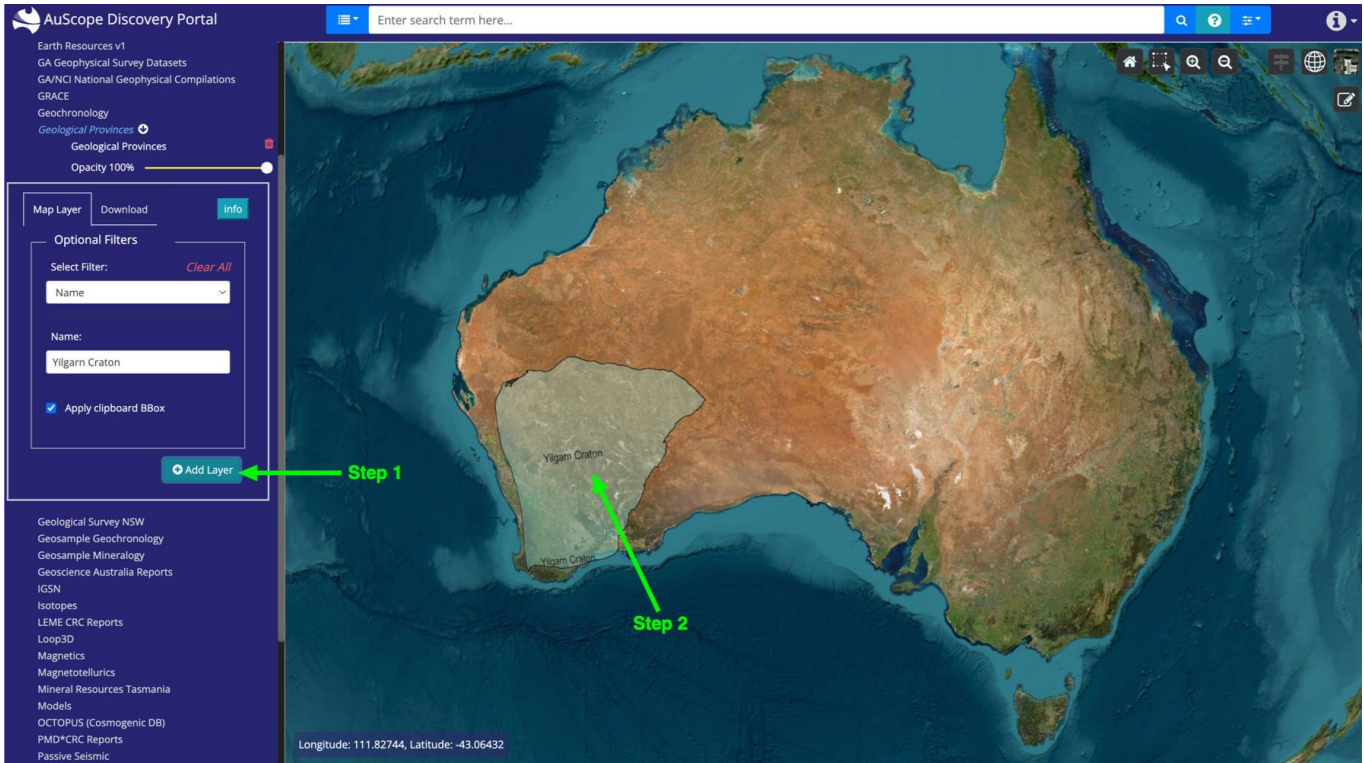 AuScope Discovery Portal
Enter search term here...
Earth Resources v1
GA Geophysical Survey Datasets
GA/NCI National Geophysical Compilations
GRACE
Geochronology
Geological Provinces
Geological Provinces
Opacity 100%
Map Layer Download info
Optional Filters
Select Filter: Clear All
Name
Name:
Yilgarn Craton
Apply clipboard BBox
Add Layer
Step 1
Geological Survey NSW
Geosample Geochronology
Geosample Mineralogy
Geoscience Australia Reports
IGSN
Isotopes
LEME CRC Reports
Loop3D
Magnetics
Magnetotellurics
Mineral Resources Tasmania
Models
OCTOPUS (Cosmogenic DB)
PMD*CRC Reports
Passive Seismic
Yilgarn Craton
Yilgarn Craton
Step 2
Longitude: 111.82744, Latitude: -43.06432